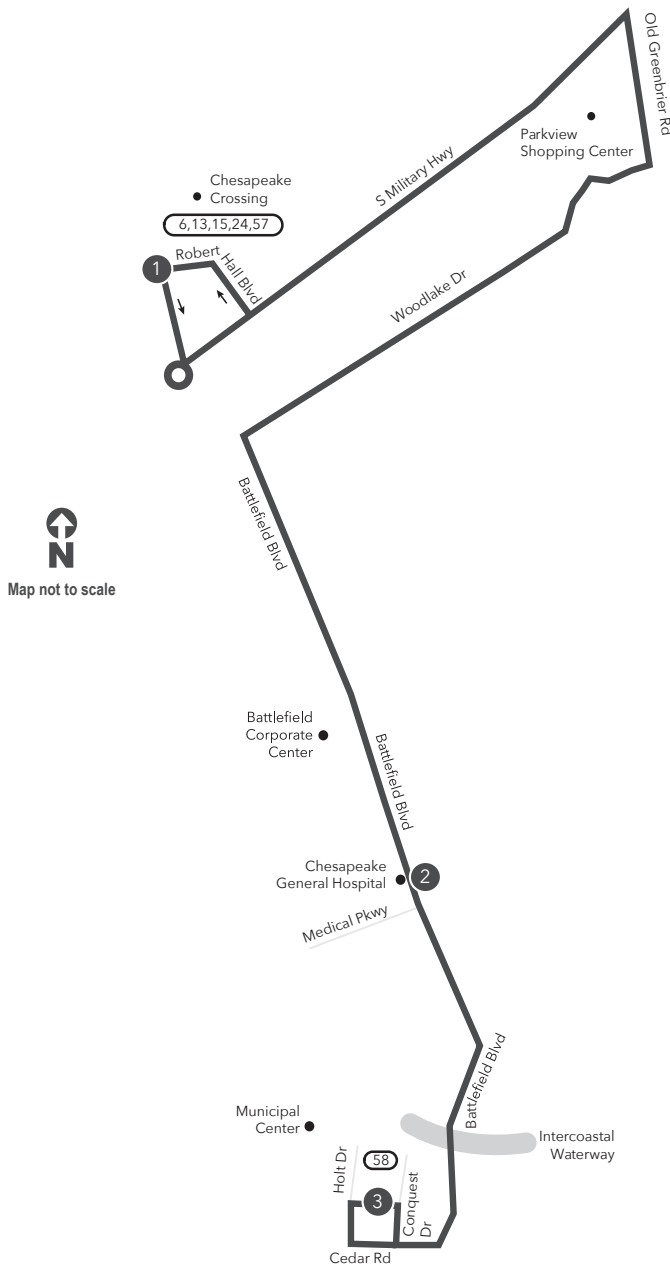 Old Greenbrier Rd
Parkview
Shopping Center
S Military Hwy
Chesapeake
Crossing
6,13,15,24,57
Robert
Hall Blvd
1
Woodlake Dr
Battlefield Blvd
N
Map not to scale
Battlefield
Corporate
Center
Battlefield Blvd
Chesapeake
General Hospital
2
Medical Pkwy
Battlefield Blvd
Municipal
Center
Intercoastal
Waterway
58
Holt Dr
3
Conquest
Dr
Cedar Rd